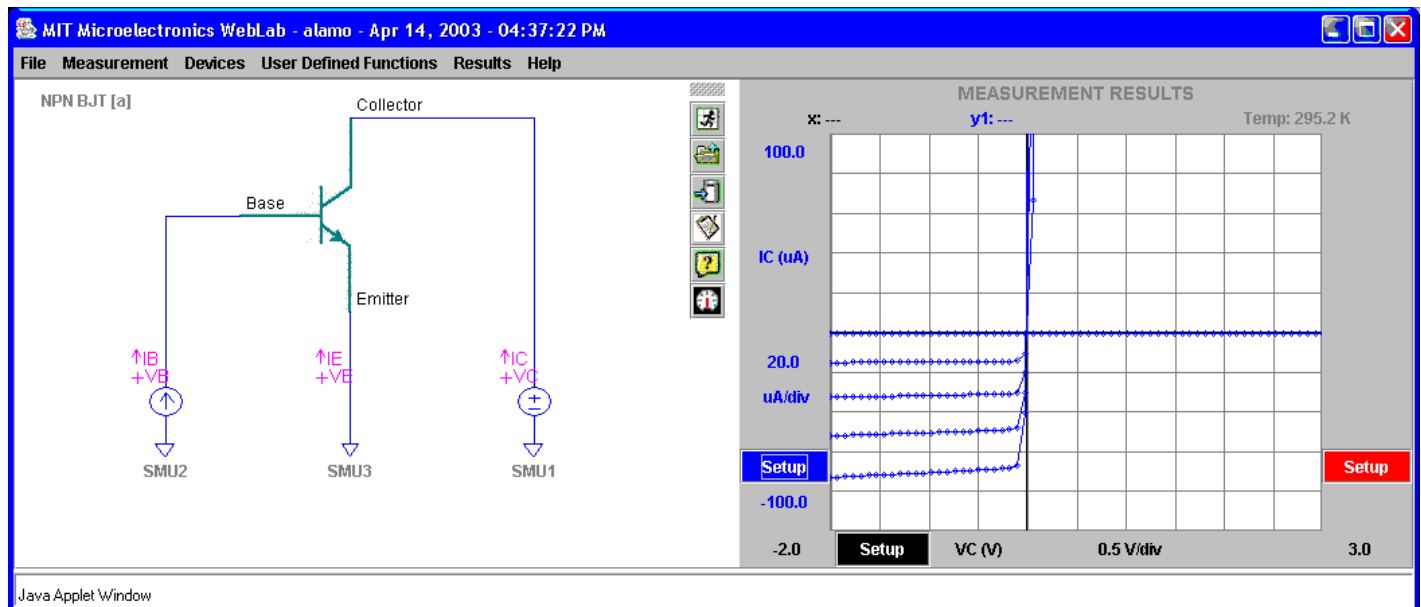 MIT Microelectronics WebLab - alamo - Apr 14, 2003 - 04:37:22 PM
File Measurement Devices User Defined Functions Results Help
NPN BJT [a]
Collector
Base
Emitter
↑IB
+VB
↑IE
+VE
↑IC
+VC
SMU2
SMU3
SMU1
MEASUREMENT RESULTS
x: --- y1: --- Temp: 295.2 K
100.0
IC (uA)
20.0
uA/div
Setup
-100.0
Setup
-2.0 Setup VC (V) 0.5 V/div 3.0
Java Applet Window